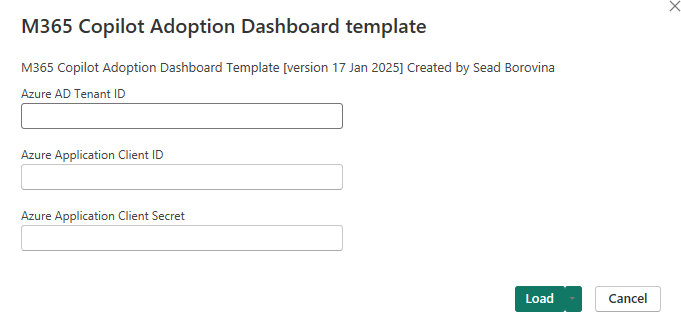 M365 Copilot Adoption Dashboard template
M365 Copilot Adoption Dashboard Template [version 17 Jan 2025] Created by Sead Borovina
Azure AD Tenant ID
Azure Application Client ID
Azure Application Client Secret
Load
Cancel